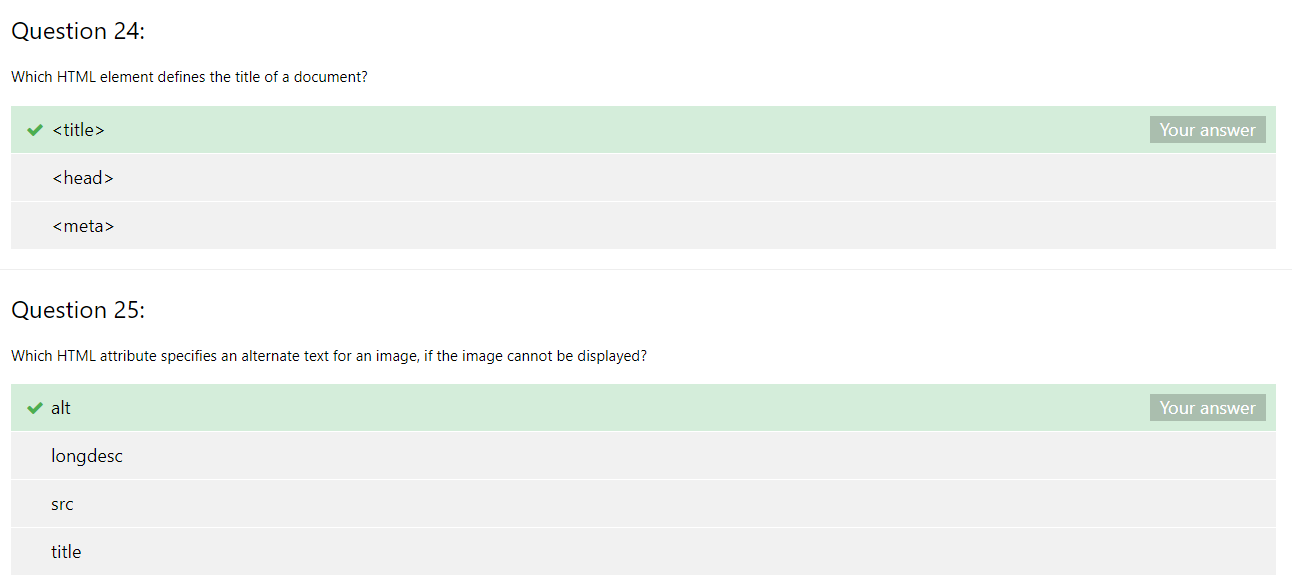 Question 24:
Which HTML element defines the title of a document?
<title> Your answer
<head>
<meta>
Question 25:
Which HTML attribute specifies an alternate text for an image, if the image cannot be displayed?
alt Your answer
longdesc
src
title